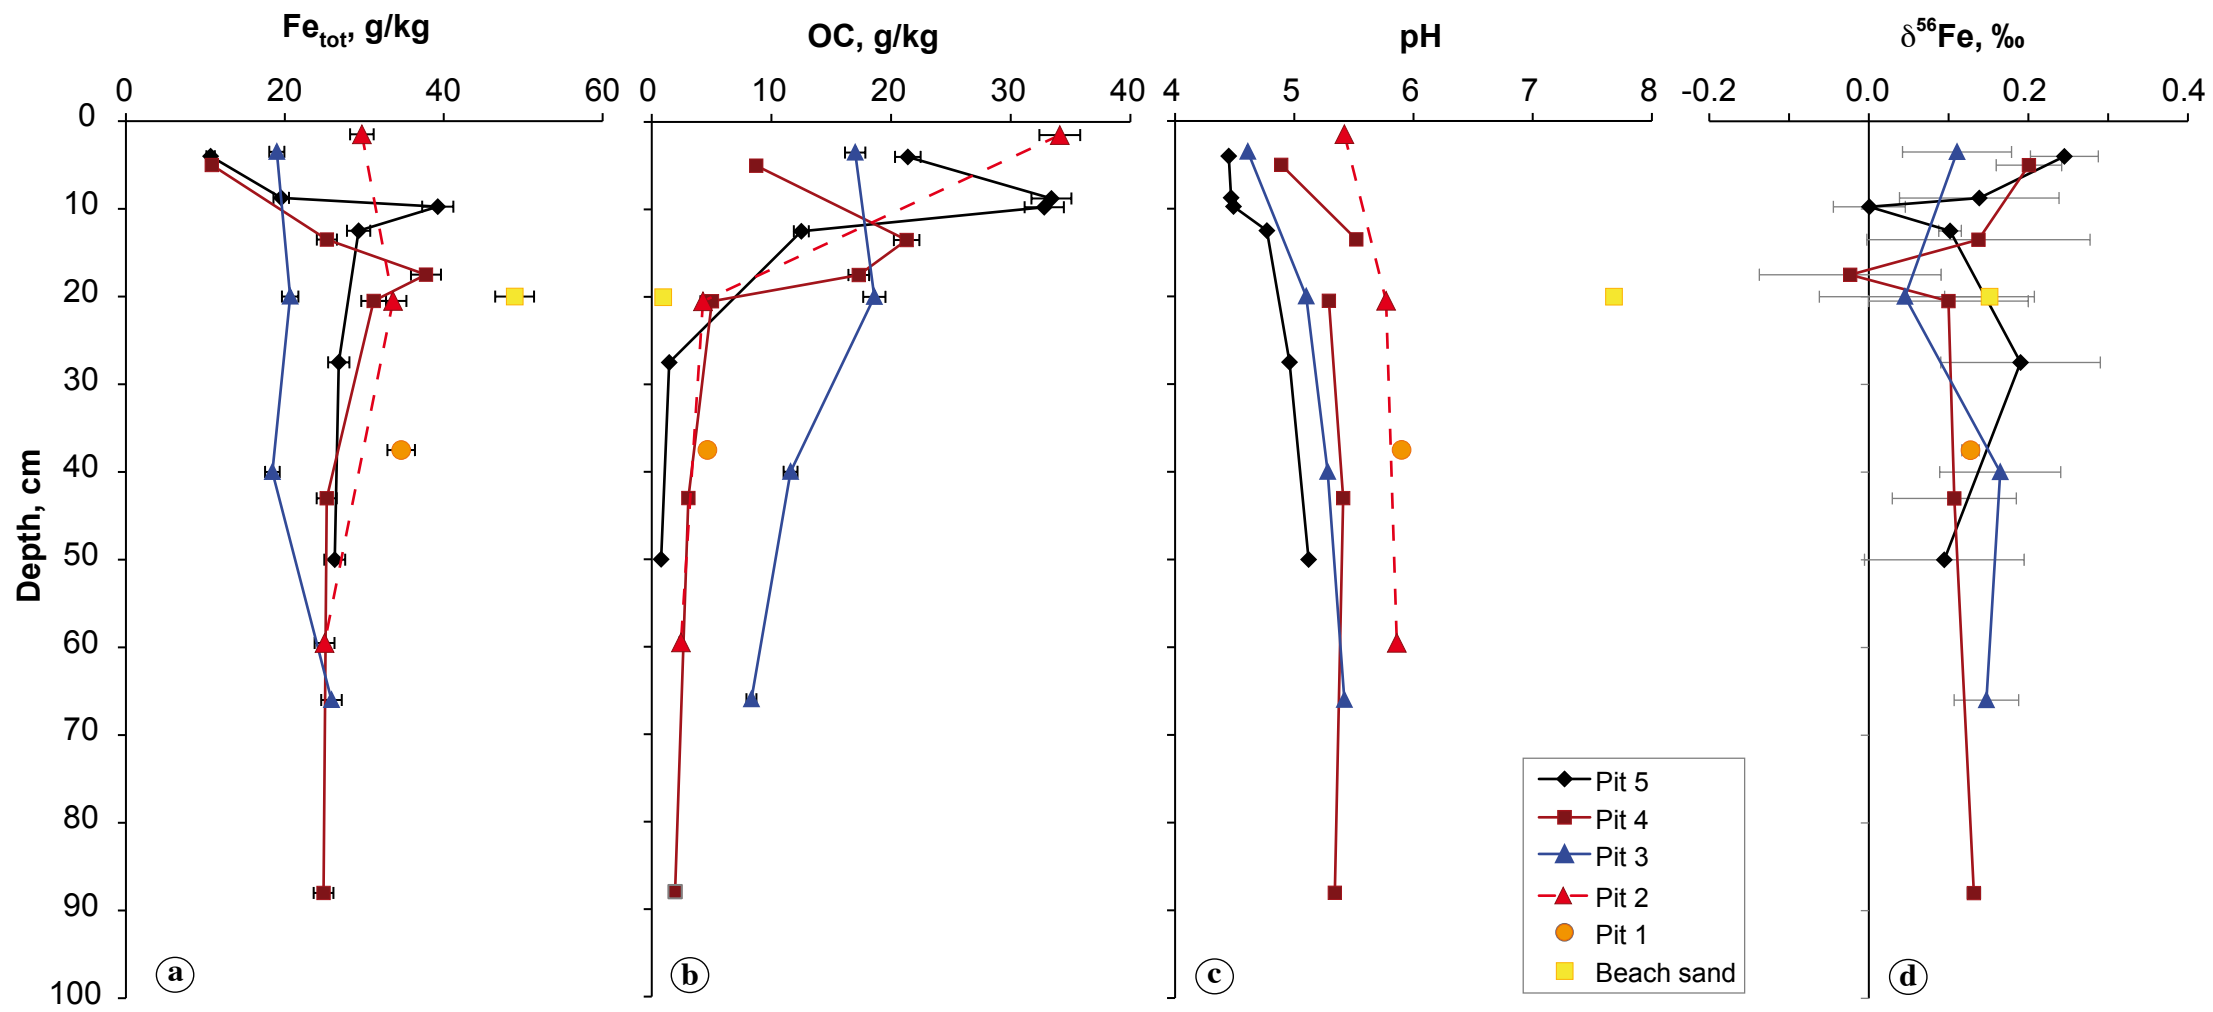 Fetot, g/kg
OC, g/kg
pH
δ56Fe, ‰
0 20 40 60
0 10 20 30 40
4 5 6 7 8
-0.2 0.0 0.2 0.4
0
10
20
30
40
50
60
70
80
90
100
Depth, cm
Pit 5
Pit 4
Pit 3
Pit 2
Pit 1
Beach sand
a
b
c
d